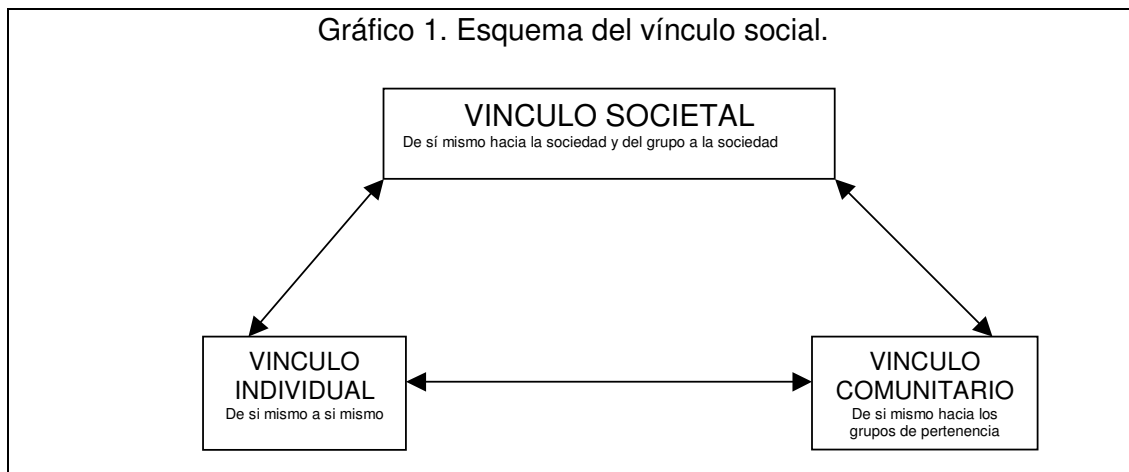 Gráfico 1. Esquema del vínculo social.
VINCULO SOCIETAL
De sí mismo hacia la sociedad y del grupo a la sociedad
VINCULO
INDIVIDUAL
De si mismo a si mismo
VINCULO
COMUNITARIO
De si mismo hacia los
grupos de pertenencia